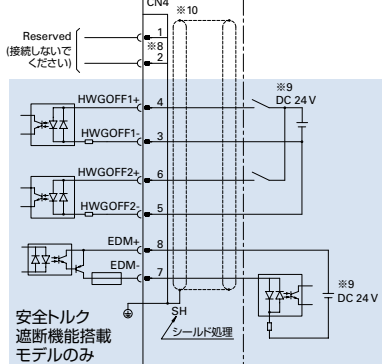 CN4
※10
Reserved
(接続しないで
ください)
1
※8
2
HWGOFF1+
4
※9
DC 24 V
HWGOFF1-
3
HWGOFF2+
6
HWGOFF2-
5
EDM+
8
EDM-
7
※9
DC 24 V
SH
シールド処理
安全トルク
遮断機能搭載
モデルのみ